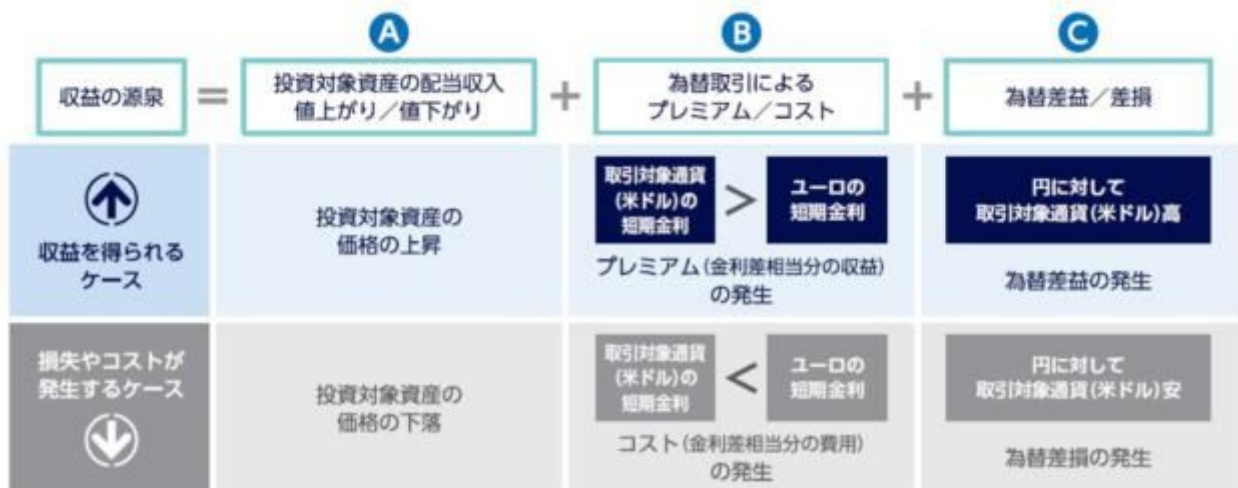 A
B
C
収益の源泉
=
投資対象資産の配当収入
値上がり/値下がり
+
為替取引による
プレミアム/コスト
+
為替差益/差損
収益を得られる
ケース
投資対象資産の
価格の上昇
取引対象通貨
(米ドル)の
短期金利
>
ユーロの
短期金利
プレミアム(金利差相当分の収益)
の発生
円に対して
取引対象通貨(米ドル)高
為替差益の発生
損失やコストが
発生するケース
投資対象資産の
価格の下落
取引対象通貨
(米ドル)の
短期金利
<
ユーロの
短期金利
コスト(金利差相当分の費用)
の発生
円に対して
取引対象通貨(米ドル)安
為替差損の発生